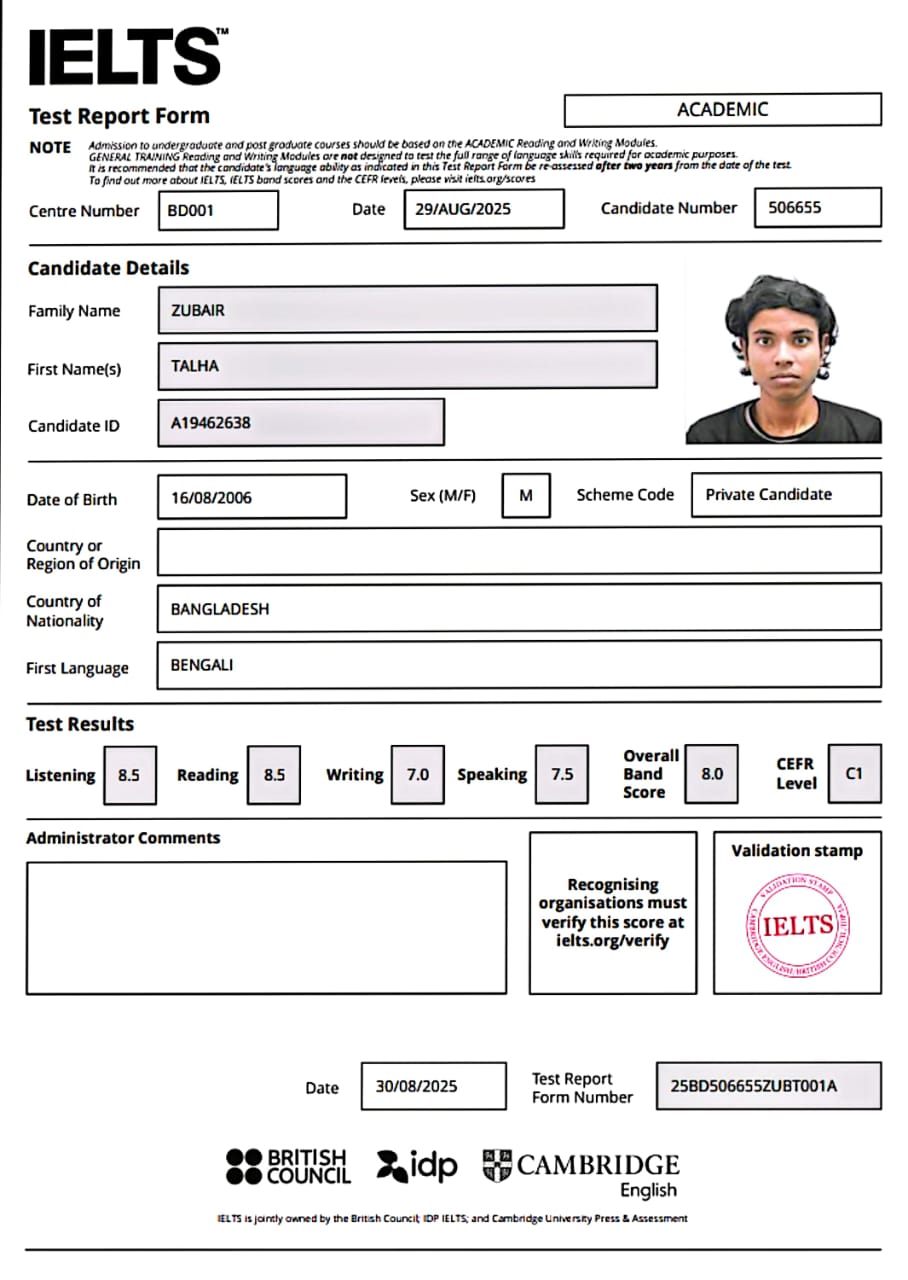 IELTS™
Test Report Form
ACADEMIC
NOTE Admission to undergraduate and post graduate courses should be based on the ACADEMIC Reading and Writing Modules.
GENERAL TRAINING Reading and Writing Modules are not designed to test the full range of language skills required for academic purposes.
It is recommended that the candidate's language ability as indicated in this Test Report Form be re-assessed after two years from the date of the test.
To find out more about IELTS, IELTS band scores and the CEFR levels, please visit ielts.org/scores
Centre Number BD001 Date 29/AUG/2025 Candidate Number 506655
Candidate Details
Family Name ZUBAIR
First Name(s) TALHA
Candidate ID A19462638
Date of Birth 16/08/2006 Sex (M/F) M Scheme Code Private Candidate
Country or
Region of Origin
Country of
Nationality BANGLADESH
First Language BENGALI
Test Results
Listening 8.5 Reading 8.5 Writing 7.0 Speaking 7.5 Overall Band Score 8.0 CEFR Level C1
Administrator Comments
Recognising
organisations must
verify this score at
ielts.org/verify
Validation stamp
VALIDATION STAMP
IELTS
CAMBRIDGE ENGLISH/BRITISH COUNCIL/IDP:IA
Date 30/08/2025
Test Report
Form Number 25BD506655ZUBT001A
BRITISH
COUNCIL
idp
CAMBRIDGE
English
IELTS is jointly owned by the British Council; IDP IELTS; and Cambridge University Press & Assessment